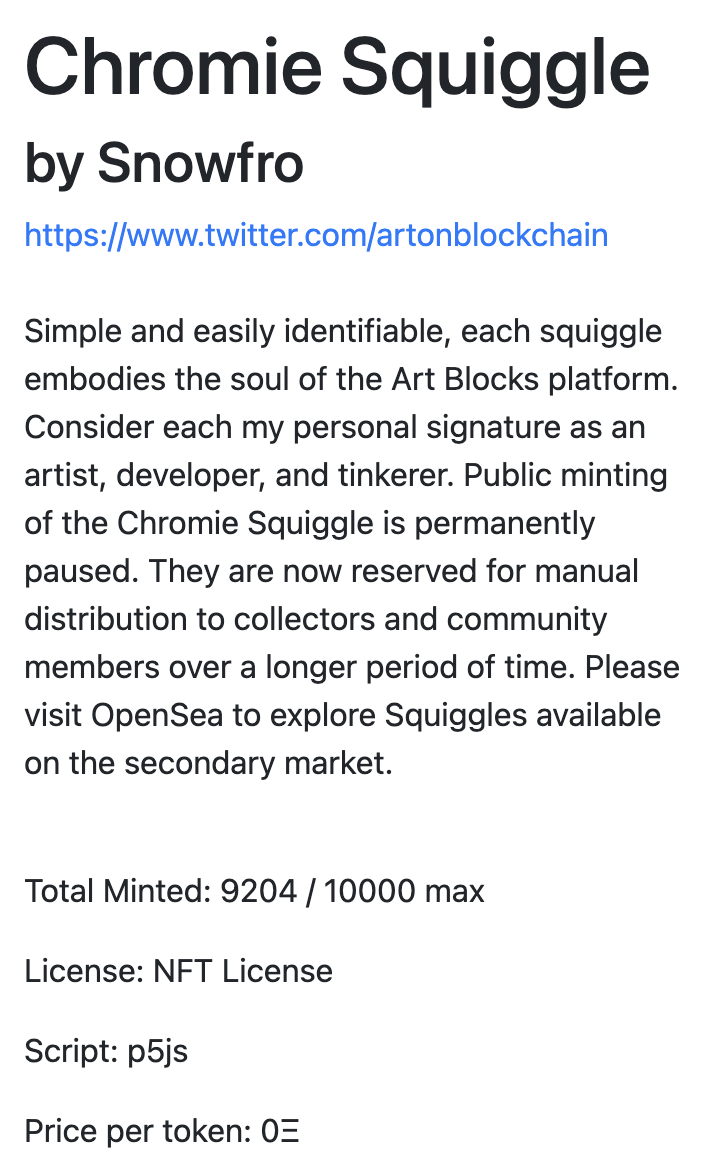 Chromie Squiggle
by Snowfro
https://www.twitter.com/artonblockchain
Simple and easily identifiable, each squiggle
embodies the soul of the Art Blocks platform.
Consider each my personal signature as an
artist, developer, and tinkerer. Public minting
of the Chromie Squiggle is permanently
paused. They are now reserved for manual
distribution to collectors and community
members over a longer period of time. Please
visit OpenSea to explore Squiggles available
on the secondary market.
Total Minted: 9204 / 10000 max
License: NFT License
Script: p5js
Price per token: 0Ξ